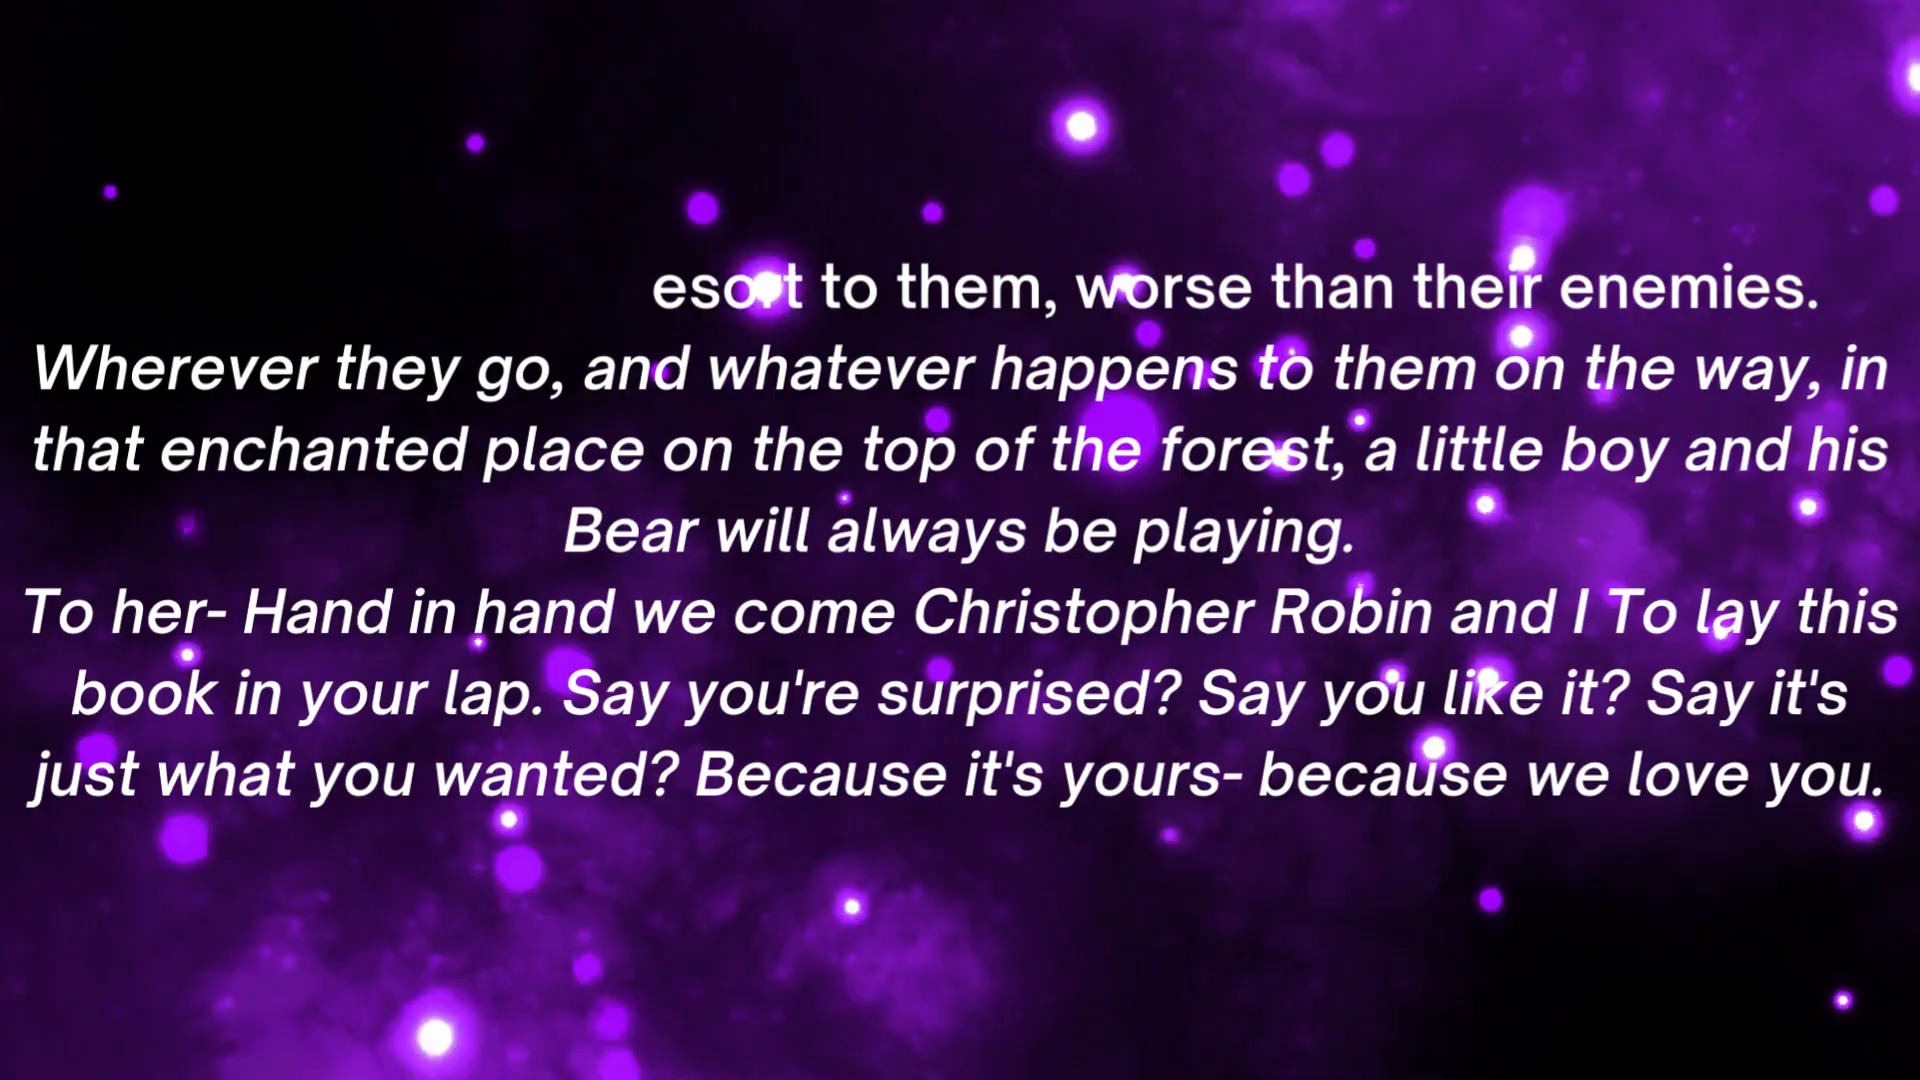 esort to them, worse than their enemies.
Wherever they go, and whatever happens to them on the way, in
that enchanted place on the top of the forest, a little boy and his
Bear will always be playing.
To her- Hand in hand we come Christopher Robin and I To lay this
book in your lap. Say you're surprised? Say you like it? Say it's
just what you wanted? Because it's yours- because we love you.